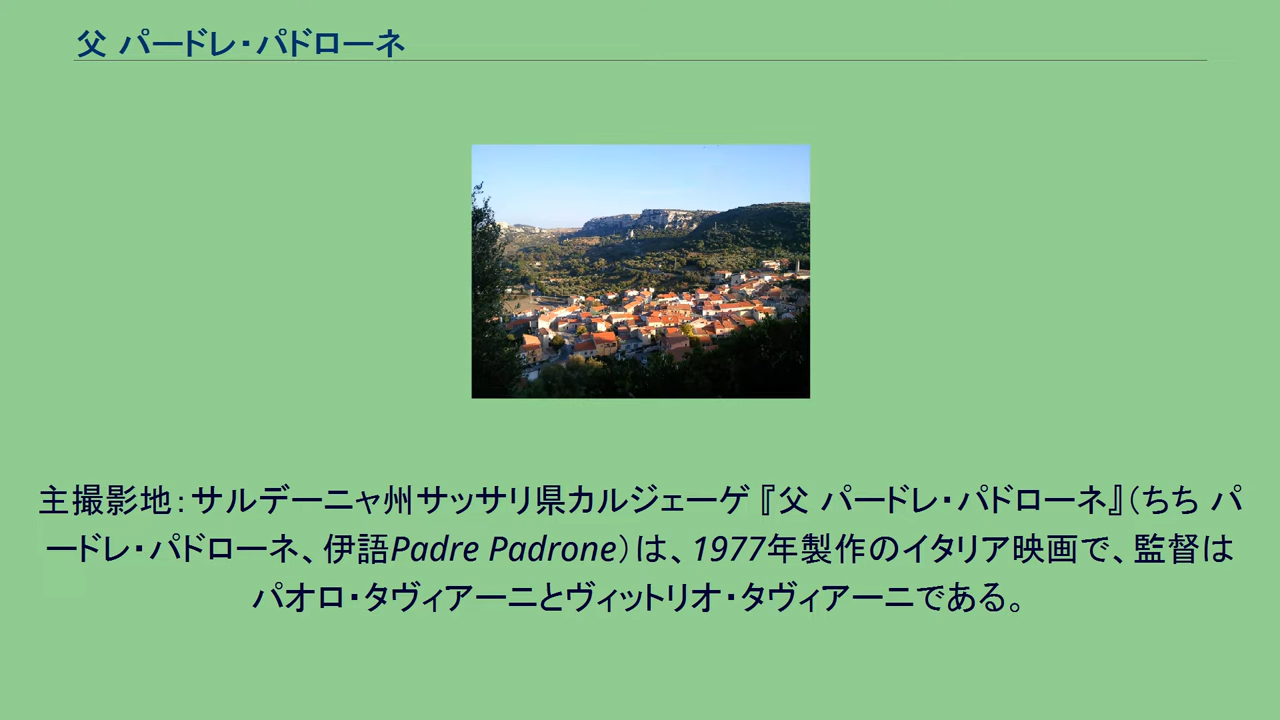 父 パードレ・パドローネ
主撮影地：サルデーニャ州サッサリ県カルジェーゲ『父 パードレ・パドローネ』（ちち パ
ードレ・パドローネ、伊語Padre Padrone）は、1977年製作のイタリア映画で、監督は
パオロ・タヴィアーニとヴィットリオ・タヴィアーニである。